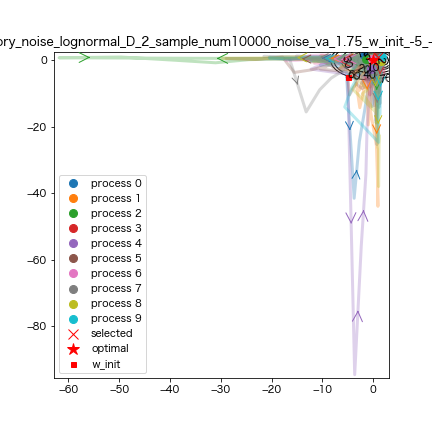 ory_noise_lognormal_D_2_sample_num10000_noise_va_1.75_w_init_-5_-
0
−20
−40
−60
−80
process 0
process 1
process 2
process 3
process 4
process 5
process 6
process 7
process 8
process 9
selected
optimal
w_init
−60 −50 −40 −30 −20 −10 0